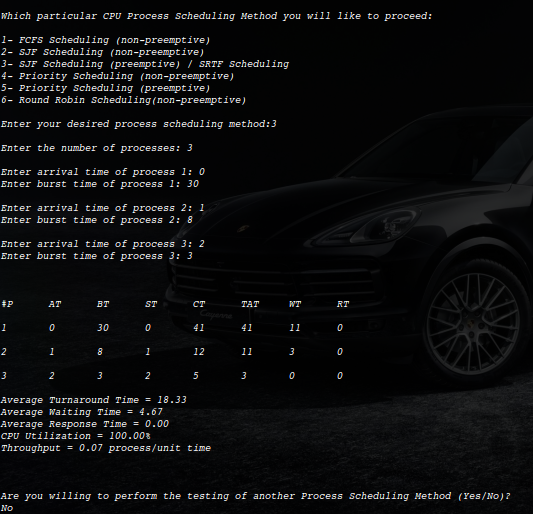 Which particular CPU Process Scheduling Method you will like to proceed:
1- FCFS Scheduling (non-preemptive)
2- SJF Scheduling (non-preemptive)
3- SJF Scheduling (preemptive) / SRTF Scheduling
4- Priority Scheduling (non-preemptive)
5- Priority Scheduling (preemptive)
6- Round Robin Scheduling(non-preemptive)
Enter your desired process scheduling method:3
Enter the number of processes: 3
Enter arrival time of process 1: 0
Enter burst time of process 1: 30
Enter arrival time of process 2: 1
Enter burst time of process 2: 8
Enter arrival time of process 3: 2
Enter burst time of process 3: 3
#P AT BT ST CT TAT WT RT
1 0 30 0 41 41 11 0
2 1 8 1 12 11 3 0
3 2 3 2 5 3 0 0
Average Turnaround Time = 18.33
Average Waiting Time = 4.67
Average Response Time = 0.00
CPU Utilization = 100.00%
Throughput = 0.07 process/unit time
Are you willing to perform the testing of another Process Scheduling Method (Yes/No)?
No